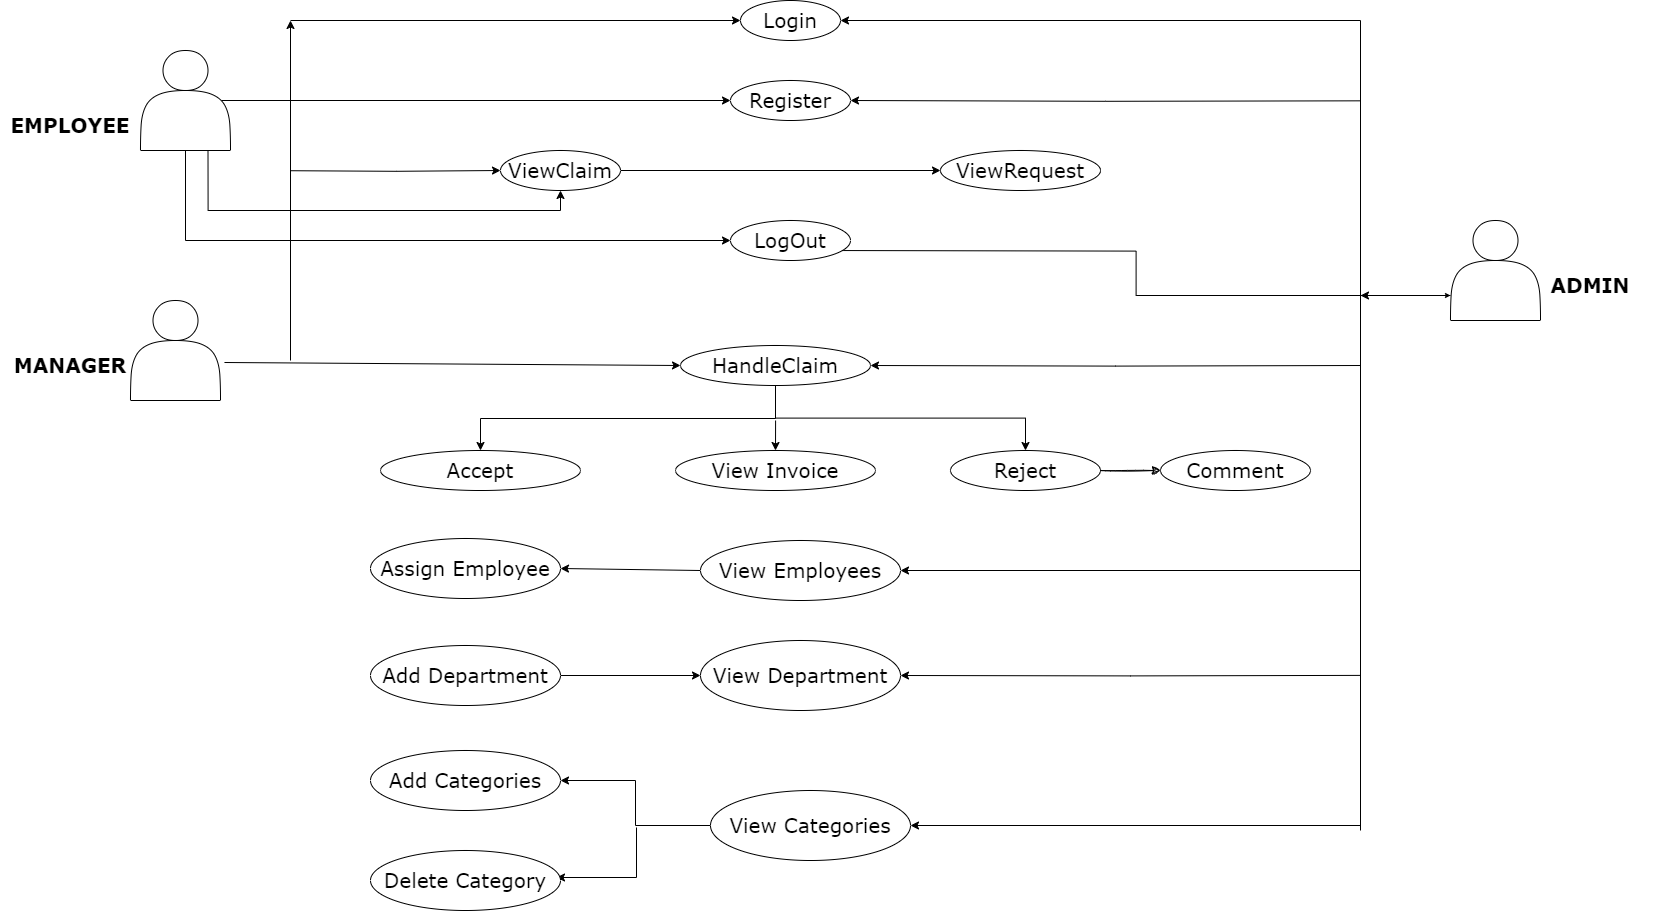 Login
EMPLOYEE
Register
ViewClaim
ViewRequest
LogOut
ADMIN
MANAGER
HandleClaim
Accept
View Invoice
Reject
Comment
Assign Employee
View Employees
Add Department
View Department
Add Categories
View Categories
Delete Category